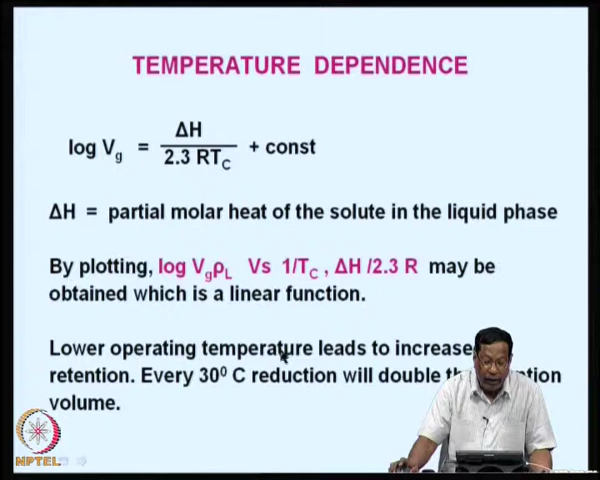 TEMPERATURE DEPENDENCE
log Vg = ΔH / 2.3 RTC + const
ΔH = partial molar heat of the solute in the liquid phase
By plotting, log VgρL Vs 1/TC , ΔH /2.3 R may be
obtained which is a linear function.
Lower operating temperature leads to increase
retention. Every 30⁰ C reduction will double
volume.
NPTEL